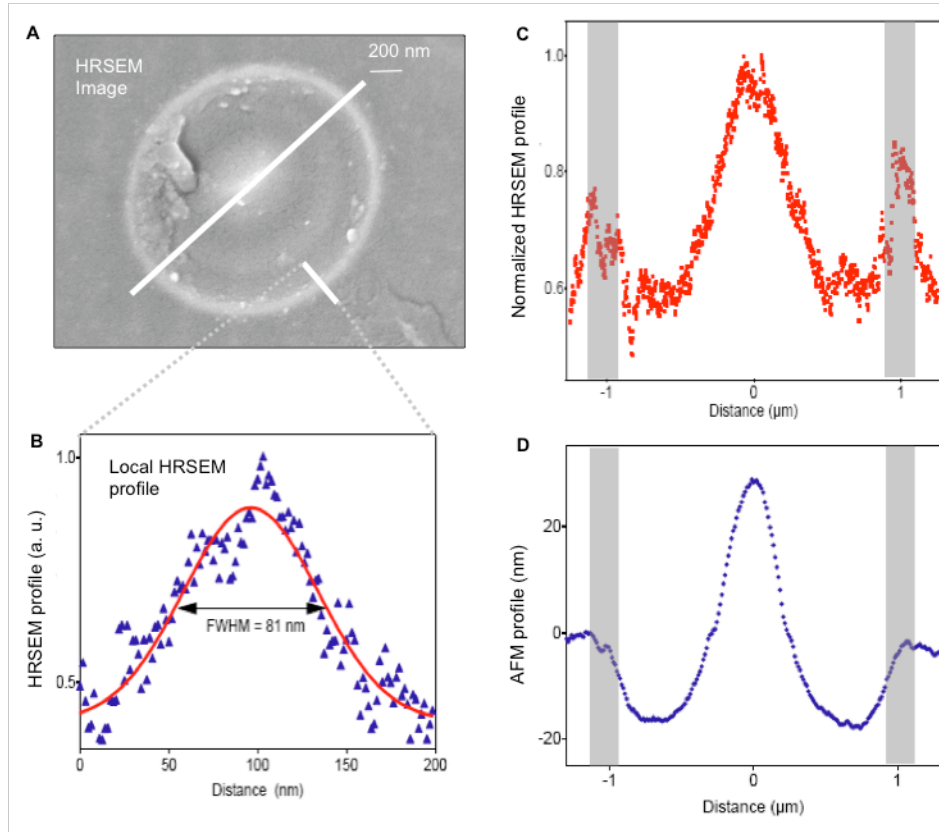 A
HRSEM
Image
200 nm
B
Local HRSEM
profile
1.0
0.5
HRSEM profile (a. u.)
FWHM = 81 nm
0 50 100 150 200
Distance (nm)
C
1.0
0.8
0.6
Normalized HRSEM profile
-1 0 1
Distance (µm)
D
20
0
-20
AFM profile (nm)
-1 0 1
Distance (µm)